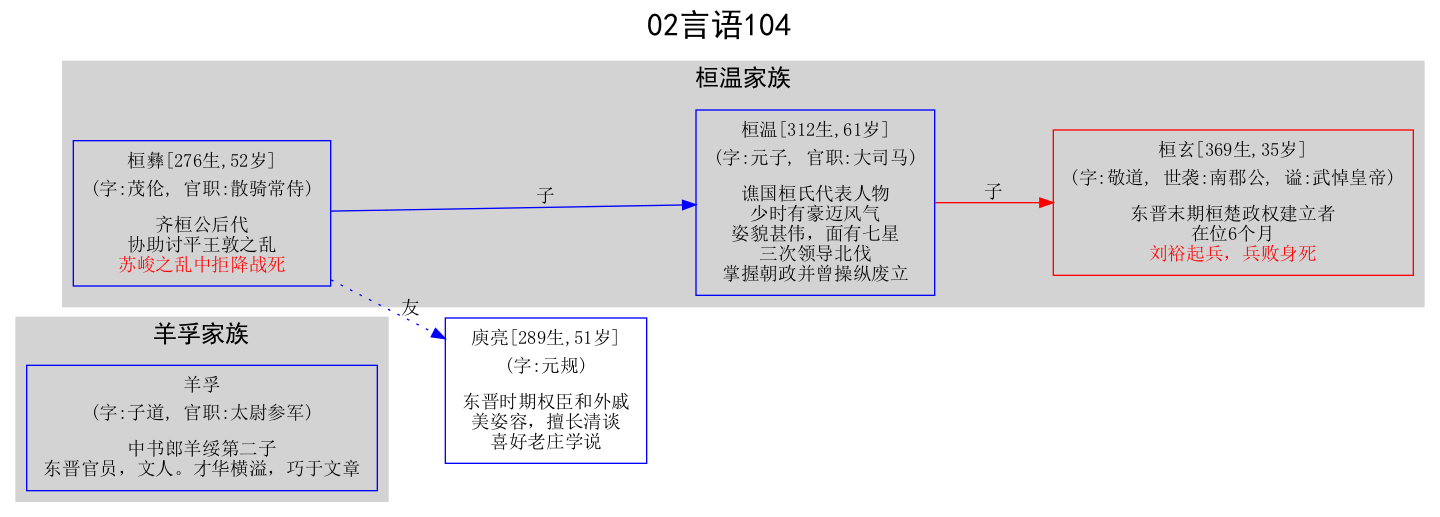 02言语104
桓温家族
桓彝[276生,52岁]
(字:茂伦, 官职:散骑常侍)
齐桓公后代
协助讨平王敦之乱
苏峻之乱中拒降战死
子
桓温[312生,61岁]
(字:元子, 官职:大司马)
谯国桓氏代表人物
少时有豪迈风气
姿貌甚伟，面有七星
三次领导北伐
掌握朝政并曾操纵废立
子
桓玄[369生,35岁]
(字:敬道, 世袭:南郡公, 谥:武悼皇帝)
东晋末期桓楚政权建立者
在位6个月
刘裕起兵，兵败身死
友
庾亮[289生,51岁]
(字:元规)
东晋时期权臣和外戚
美姿容，擅长清谈
喜好老庄学说
羊孚家族
羊孚
(字:子道, 官职:太尉参军)
中书郎羊绥第二子
东晋官员，文人。才华横溢，巧于文章